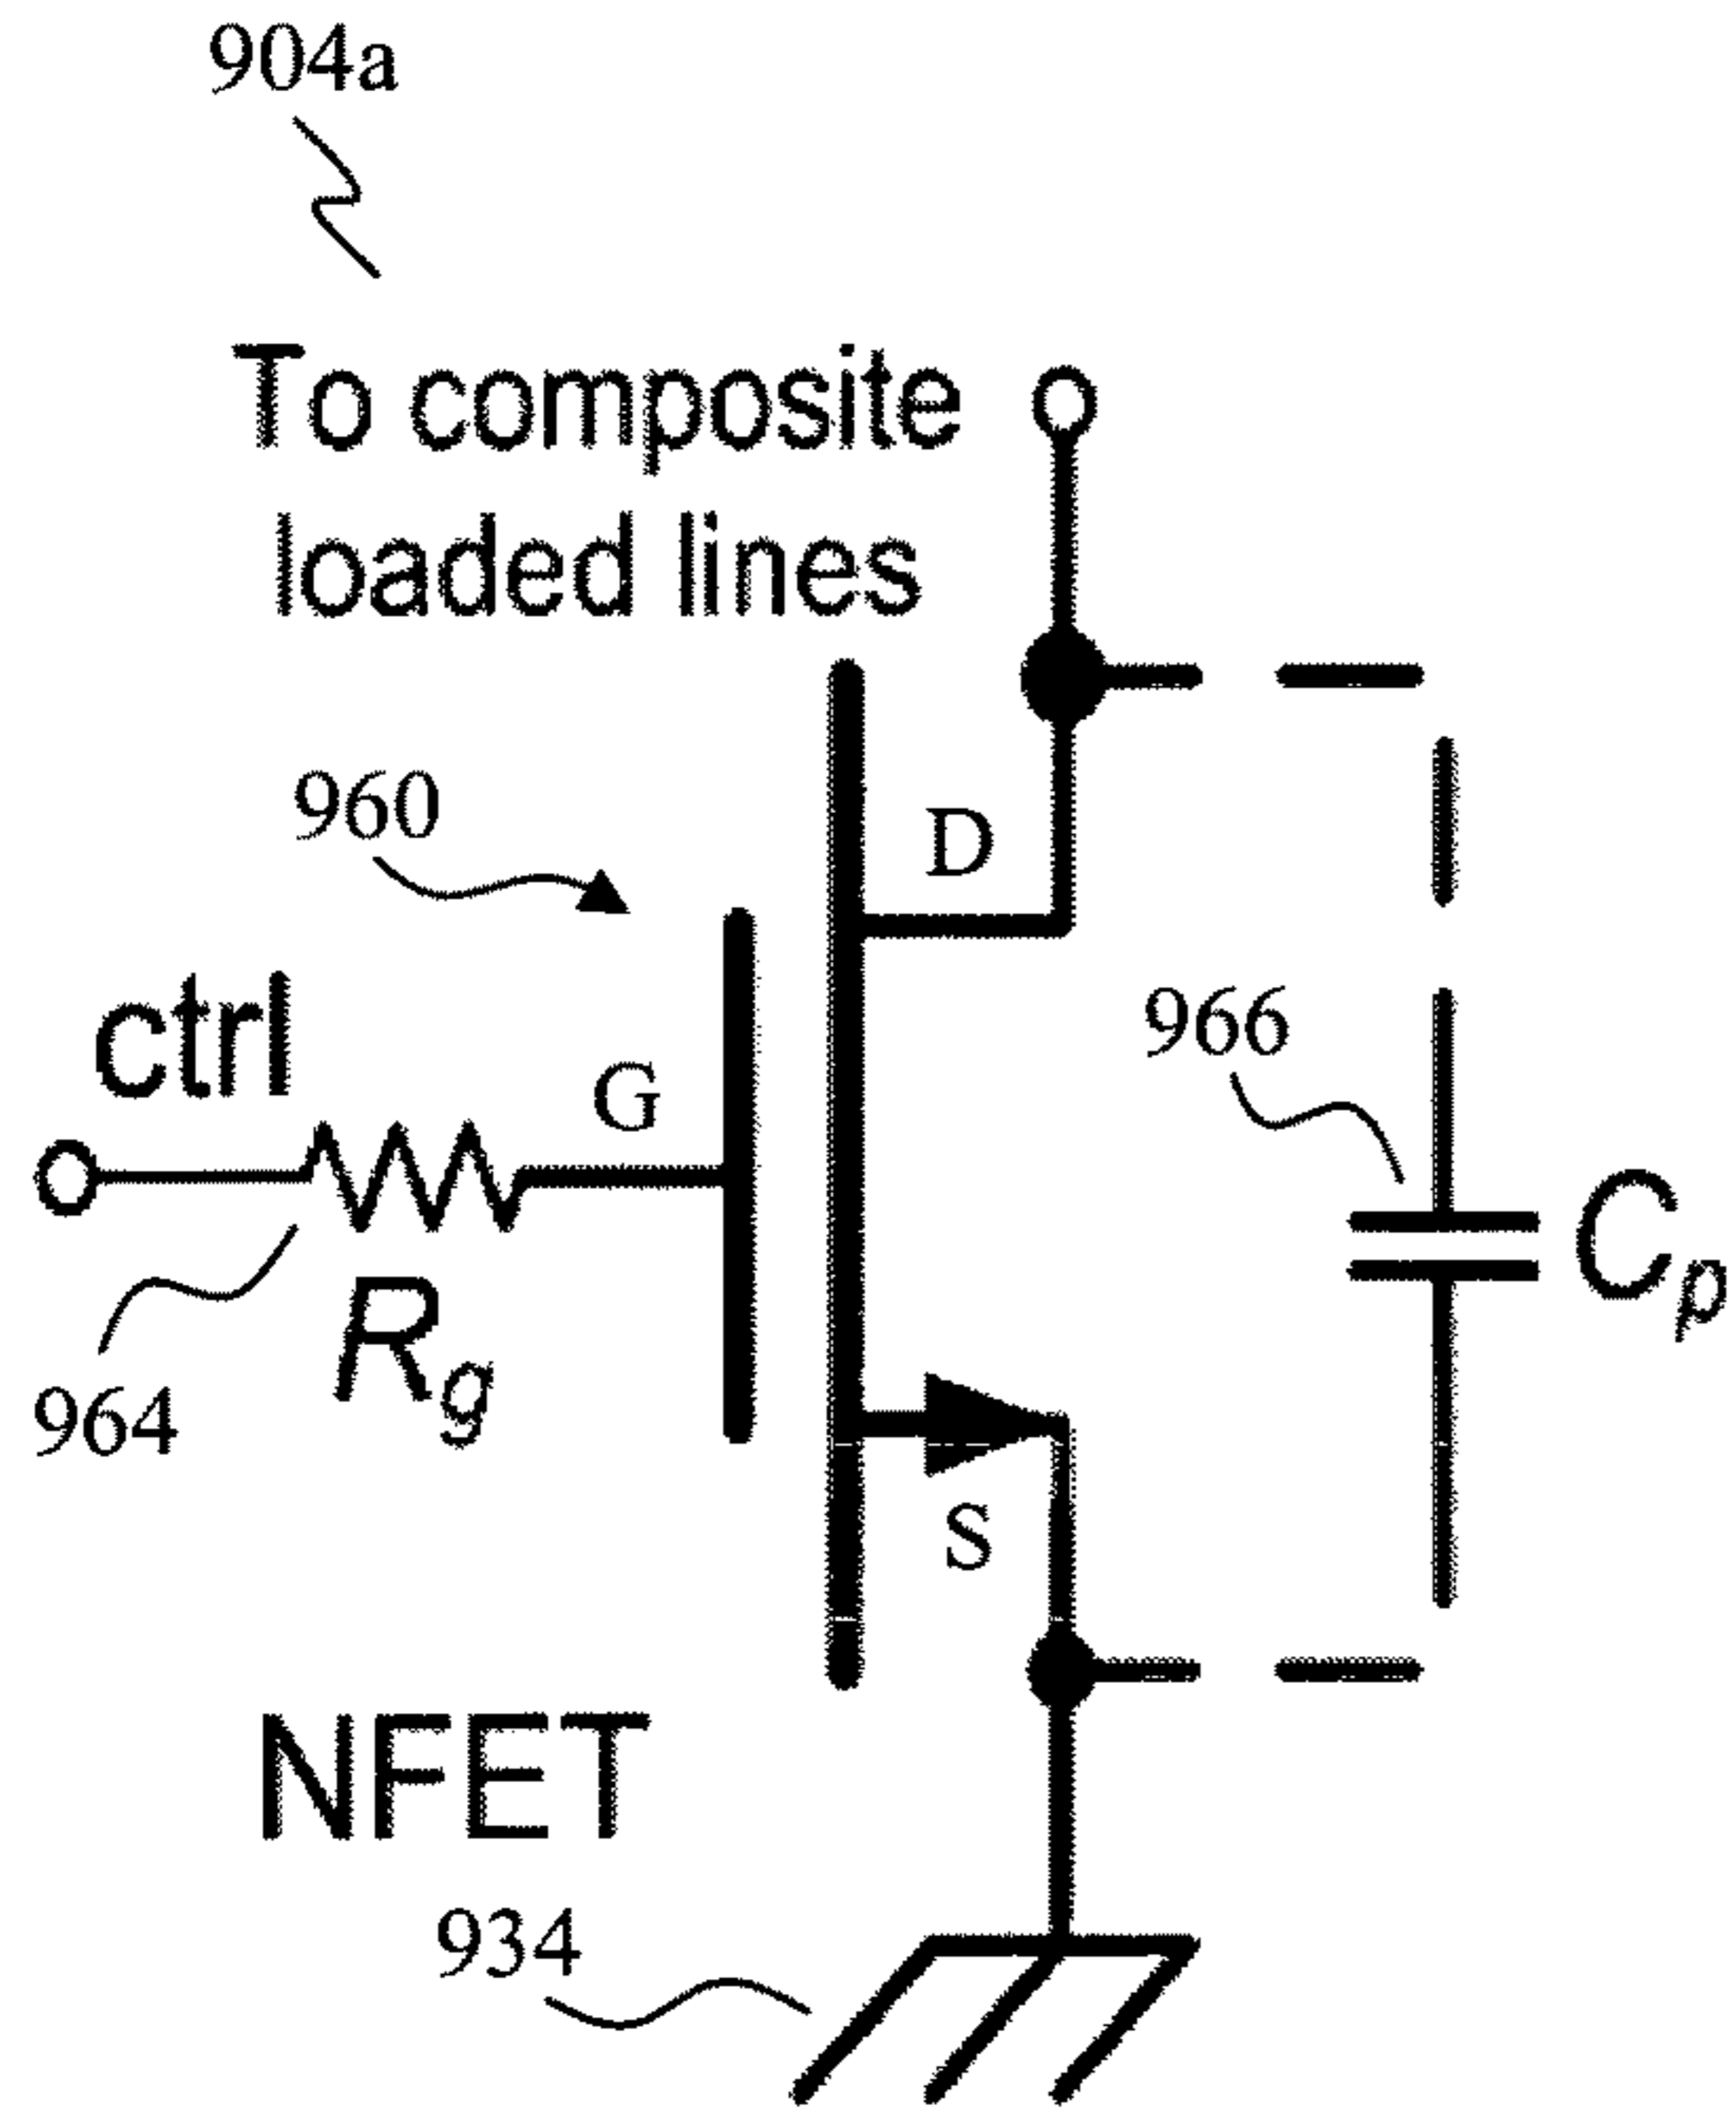 904a
To composite
loaded lines
960
D
ctrl
966
G
Cp
Rg
964
S
NFET
934